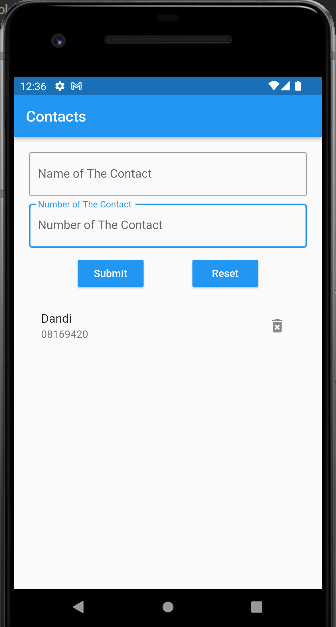 12:36
Contacts
Name of The Contact
Number of The Contact
Number of The Contact
Submit
Reset
Dandi
08169420